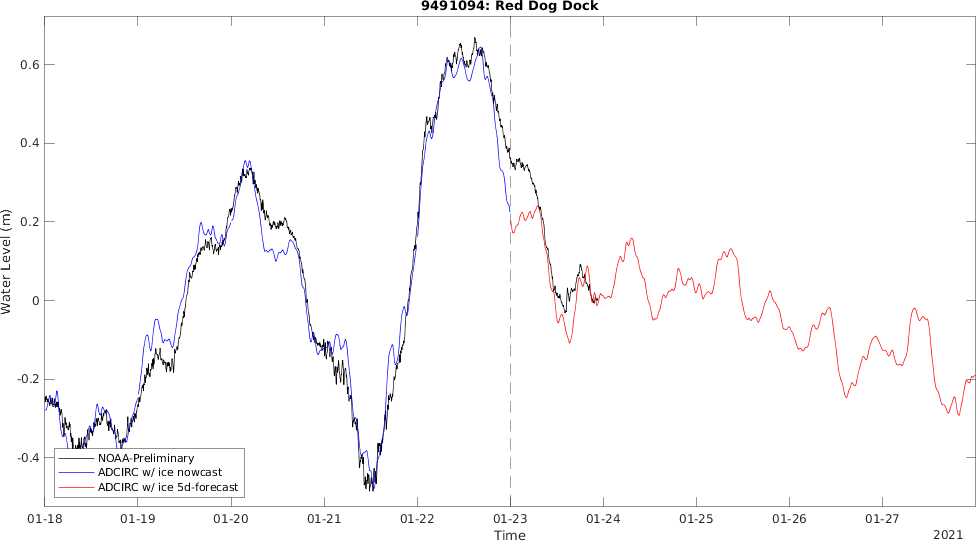 9491094: Red Dog Dock
Water Level (m)
0.6
0.4
0.2
0
-0.2
-0.4
NOAA-Preliminary
ADCIRC w/ ice nowcast
ADCIRC w/ ice 5d-forecast
01-18 01-19 01-20 01-21 01-22 01-23 01-24 01-25 01-26 01-27
Time
2021